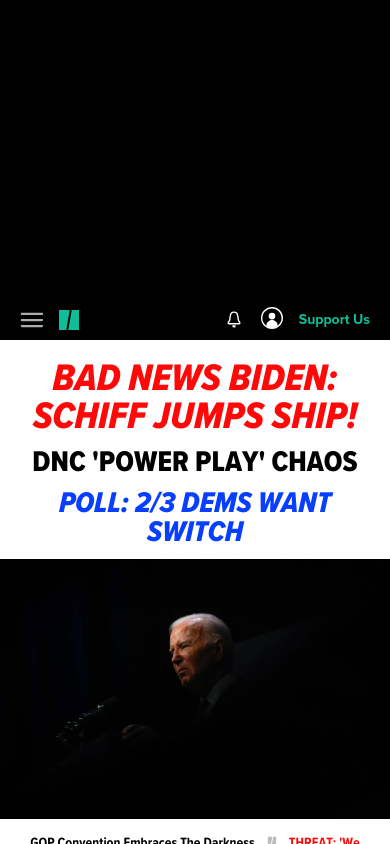 Support Us
BAD NEWS BIDEN:
SCHIFF JUMPS SHIP!
DNC 'POWER PLAY' CHAOS
POLL: 2/3 DEMS WANT
SWITCH
GOP Convention Embraces The Darkness THREAT: 'We